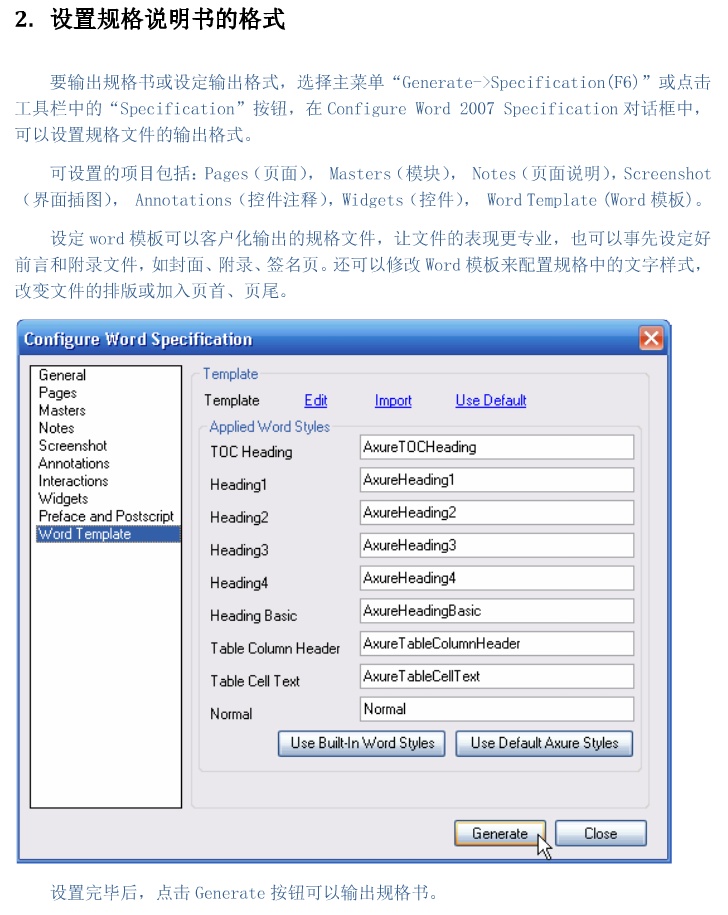 2. 设置规格说明书的格式
要输出规格书或设定输出格式，选择主菜单“Generate->Specification(F6)”或点击
工具栏中的“Specification”按钮，在 Configure Word 2007 Specification 对话框中，
可以设置规格文件的输出格式。
可设置的项目包括：Pages（页面）， Masters（模块）， Notes（页面说明），Screenshot
（界面插图）， Annotations（控件注释），Widgets（控件）， Word Template (Word 模板)。
设定 word 模板可以客户化输出的规格文件，让文件的表现更专业，也可以事先设定好
前言和附录文件，如封面、附录、签名页。还可以修改 Word 模板来配置规格中的文字样式，
改变文件的排版或加入页首、页尾。
Configure Word Specification
General
Pages
Masters
Notes
Screenshot
Annotations
Interactions
Widgets
Preface and Postscript
Word Template
Template
Template Edit Import Use Default
Applied Word Styles
TOC Heading AxureTOCHeading
Heading1 AxureHeading1
Heading2 AxureHeading2
Heading3 AxureHeading3
Heading4 AxureHeading4
Heading Basic AxureHeadingBasic
Table Column Header AxureTableColumnHeader
Table Cell Text AxureTableCellText
Normal Normal
Use Built-In Word Styles Use Default Axure Styles
Generate Close
设置完毕后，点击 Generate 按钮可以输出规格书。